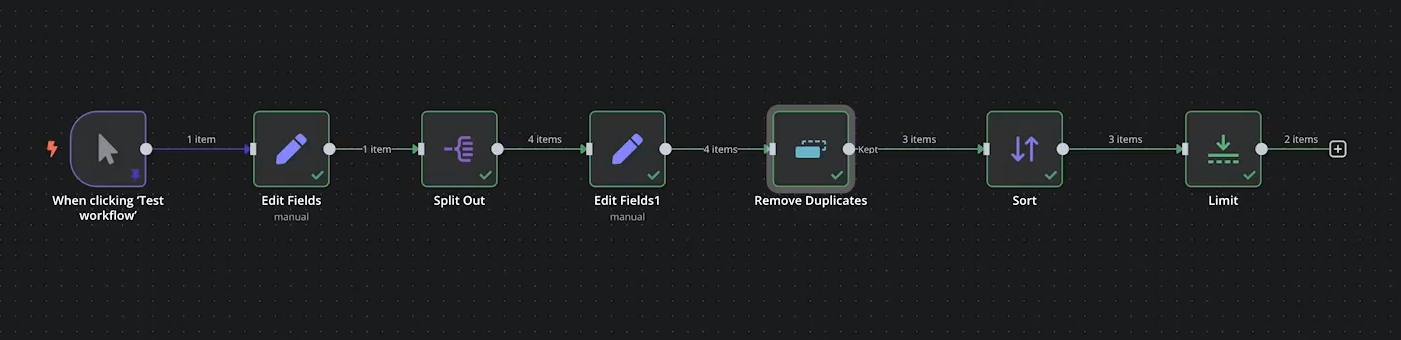 1 item
1 item
4 items
4 items
Kept
3 items
3 items
2 items
When clicking ‘Test
workflow’
Edit Fields
manual
Split Out
Edit Fields1
manual
Remove Duplicates
Sort
Limit